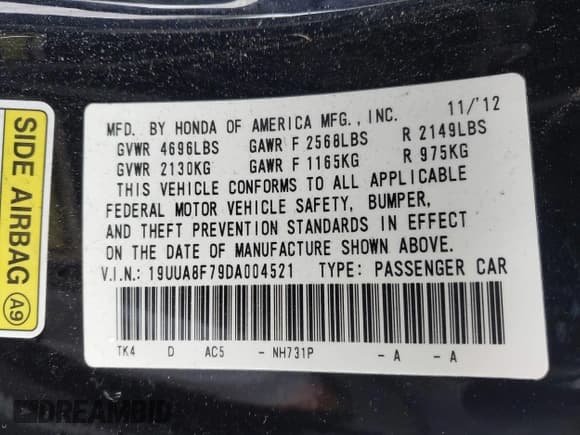 MFD. BY HONDA OF AMERICA MFG., INC. 11/'12
GVWR 4696LBS GAWR F 2568LBS R 2149LBS
GVWR 2130KG GAWR F 1165KG R 975KG
THIS VEHICLE CONFORMS TO ALL APPLICABLE
FEDERAL MOTOR VEHICLE SAFETY, BUMPER,
AND THEFT PREVENTION STANDARDS IN EFFECT
ON THE DATE OF MANUFACTURE SHOWN ABOVE.
V.I.N.: 19UUA8F79DA004521 TYPE: PASSENGER CAR
TK4 D AC5 - NH731P - A - A
SIDE AIRBAG A9
DREAMBID